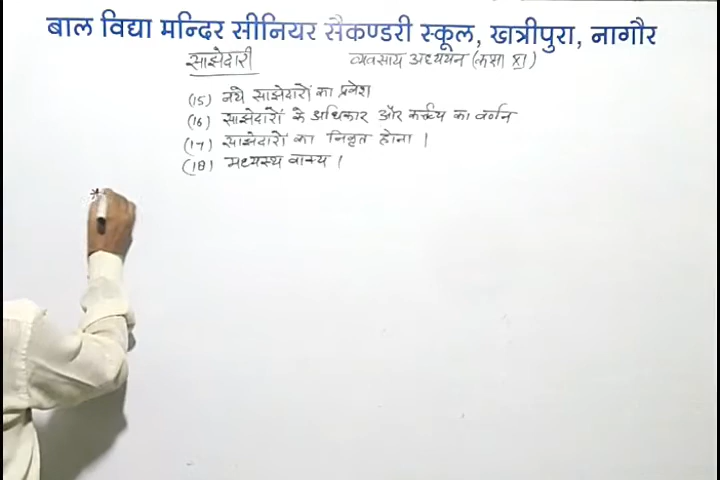 बाल विद्या मन्दिर सीनियर सैकण्डरी स्कूल, खात्रीपुरा, नागौर
साझेदारी व्यवसाय अध्ययन (कक्षा XI)
(15) नये साझेदारों का प्रवेश
(16) साझेदारों के अधिकार और कर्त्तव्य का वर्णन
(17) साझेदारों का निवृत होना ।
(18) मध्यस्थ वाक्य ।
*